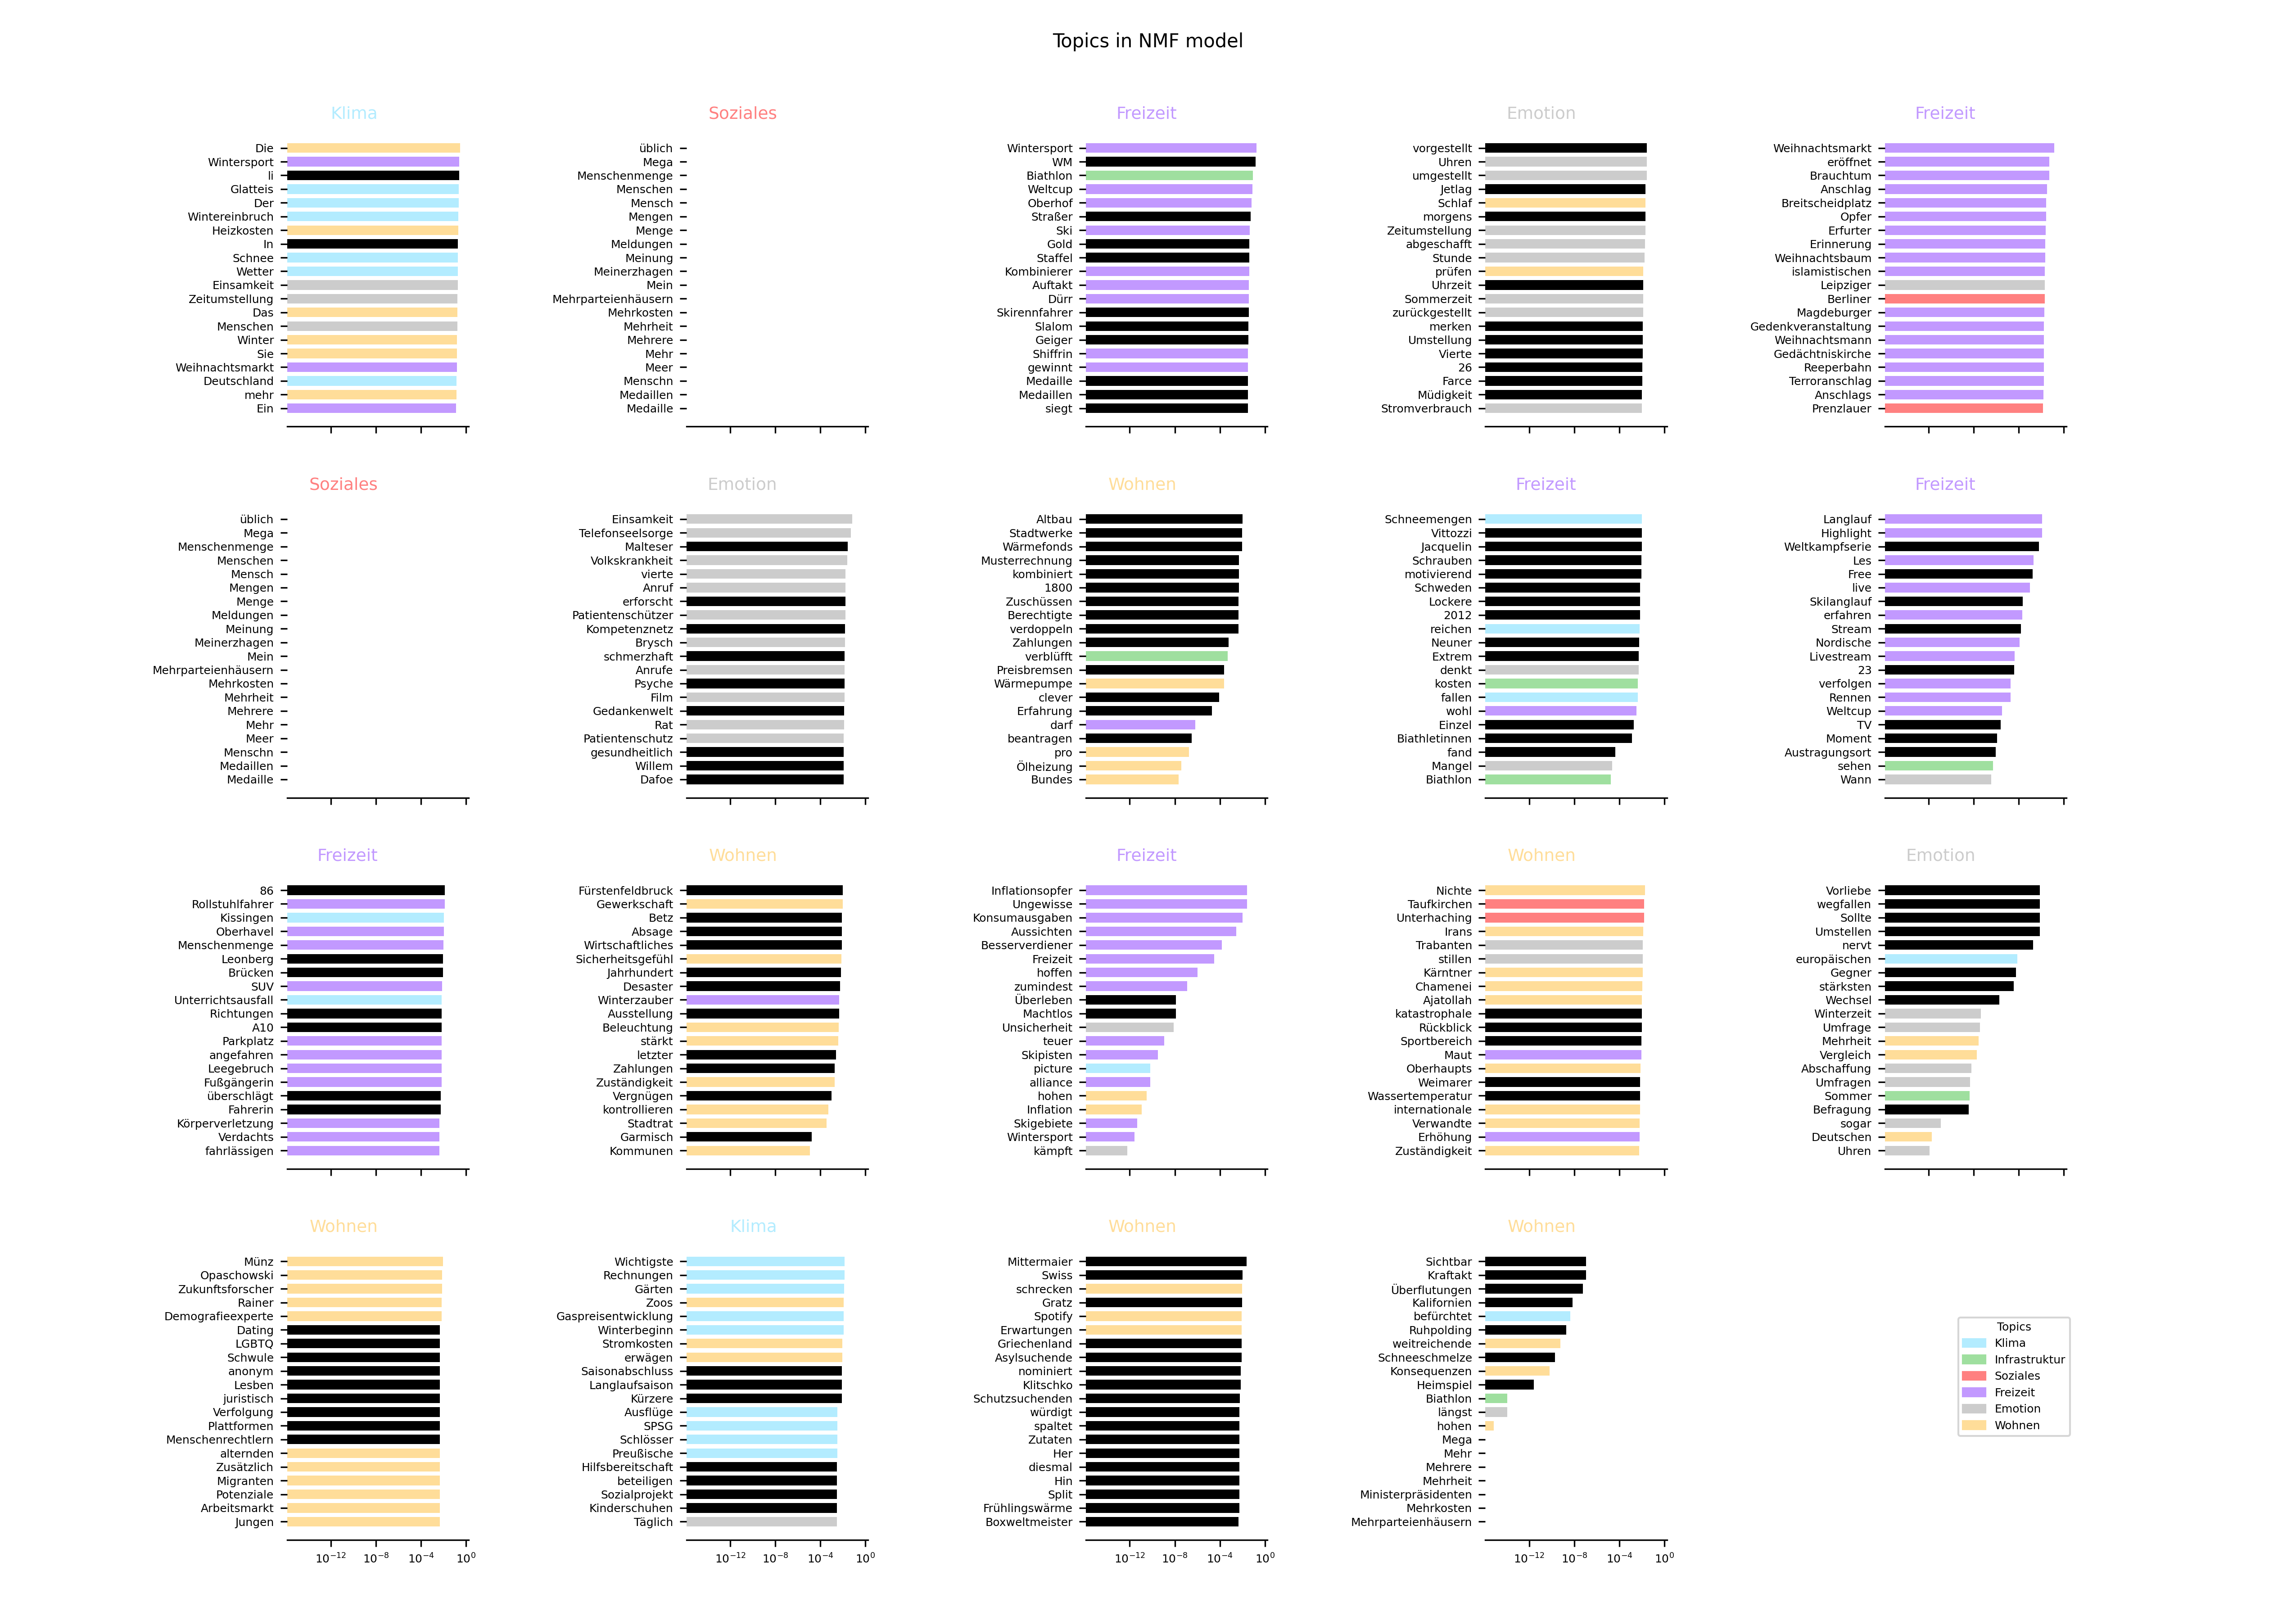 Topics in NMF model
Klima
Die
Wintersport
li
Glatteis
Der
Wintereinbruch
Heizkosten
In
Schnee
Wetter
Einsamkeit
Zeitumstellung
Das
Menschen
Winter
Sie
Weihnachtsmarkt
Deutschland
mehr
Ein
Soziales
üblich
Mega
Menschenmenge
Menschen
Mensch
Mengen
Menge
Meldungen
Meinung
Meinerzhagen
Mein
Mehrparteienhäusern
Mehrkosten
Mehrheit
Mehrere
Mehr
Meer
Menschn
Medaillen
Medaille
Freizeit
Wintersport
WM
Biathlon
Weltcup
Oberhof
Straßer
Ski
Gold
Staffel
Kombinierer
Auftakt
Dürr
Skirennfahrer
Slalom
Geiger
Shiffrin
gewinnt
Medaille
Medaillen
siegt
Emotion
vorgestellt
Uhren
umgestellt
Jetlag
Schlaf
morgens
Zeitumstellung
abgeschafft
Stunde
prüfen
Uhrzeit
Sommerzeit
zurückgestellt
merken
Umstellung
Vierte
26
Farce
Müdigkeit
Stromverbrauch
Freizeit
Weihnachtsmarkt
eröffnet
Brauchtum
Anschlag
Breitscheidplatz
Opfer
Erfurter
Erinnerung
Weihnachtsbaum
islamistischen
Leipziger
Berliner
Magdeburger
Gedenkveranstaltung
Weihnachtsmann
Gedächtniskirche
Reeperbahn
Terroranschlag
Anschlags
Prenzlauer
Soziales
üblich
Mega
Menschenmenge
Menschen
Mensch
Mengen
Menge
Meldungen
Meinung
Meinerzhagen
Mein
Mehrparteienhäusern
Mehrkosten
Mehrheit
Mehrere
Mehr
Meer
Menschn
Medaillen
Medaille
Emotion
Einsamkeit
Telefonseelsorge
Malteser
Volkskrankheit
vierte
Anruf
erforscht
Patientenschützer
Kompetenznetz
Brysch
schmerzhaft
Anrufe
Psyche
Film
Gedankenwelt
Rat
Patientenschutz
gesundheitlich
Willem
Dafoe
Wohnen
Altbau
Stadtwerke
Wärmefonds
Musterrechnung
kombiniert
1800
Zuschüssen
Berechtigte
verdoppeln
Zahlungen
verblüfft
Preisbremsen
Wärmepumpe
clever
Erfahrung
darf
beantragen
pro
Ölheizung
Bundes
Freizeit
Schneemengen
Vittozzi
Jacquelin
Schrauben
motivierend
Schweden
Lockere
2012
reichen
Neuner
Extrem
denkt
kosten
fallen
wohl
Einzel
Biathletinnen
fand
Mangel
Biathlon
Freizeit
Langlauf
Highlight
Weltkampfserie
Les
Free
live
Skilanglauf
erfahren
Stream
Nordische
Livestream
23
verfolgen
Rennen
Weltcup
TV
Moment
Austragungsort
sehen
Wann
Freizeit
86
Rollstuhlfahrer
Kissingen
Oberhavel
Menschenmenge
Leonberg
Brücken
SUV
Unterrichtsausfall
Richtungen
A10
Parkplatz
angefahren
Leegebruch
Fußgängerin
überschlägt
Fahrerin
Körperverletzung
Verdachts
fahrlässigen
Wohnen
Fürstenfeldbruck
Gewerkschaft
Betz
Absage
Wirtschaftliches
Sicherheitsgefühl
Jahrhundert
Desaster
Winterzauber
Ausstellung
Beleuchtung
stärkt
letzter
Zahlungen
Zuständigkeit
Vergnügen
kontrollieren
Stadtrat
Garmisch
Kommunen
Freizeit
Inflationsopfer
Ungewisse
Konsumausgaben
Aussichten
Besserverdiener
Freizeit
hoffen
zumindest
Überleben
Machtlos
Unsicherheit
teuer
Skipisten
picture
alliance
hohen
Inflation
Skigebiete
Wintersport
kämpft
Wohnen
Nichte
Taufkirchen
Unterhaching
Irans
Trabanten
stillen
Kärntner
Chamenei
Ajatollah
katastrophale
Rückblick
Sportbereich
Maut
Oberhaupts
Weimarer
Wassertemperatur
internationale
Verwandte
Erhöhung
Zuständigkeit
Emotion
Vorliebe
wegfallen
Sollte
Umstellen
nervt
europäischen
Gegner
stärksten
Wechsel
Winterzeit
Umfrage
Mehrheit
Vergleich
Abschaffung
Umfragen
Sommer
Befragung
sogar
Deutschen
Uhren
Wohnen
Münz
Opaschowski
Zukunftsforscher
Rainer
Demografieexperte
Dating
LGBTQ
Schwule
anonym
Lesben
juristisch
Verfolgung
Plattformen
Menschenrechtlern
alternden
Zusätzlich
Migranten
Potenziale
Arbeitsmarkt
Jungen
10⁻¹² 10⁻⁸ 10⁻⁴ 10⁰
Klima
Wichtigste
Rechnungen
Gärten
Zoos
Gaspreisentwicklung
Winterbeginn
Stromkosten
erwägen
Saisonabschluss
Langlaufsaison
Kürzere
Ausflüge
SPSG
Schlösser
Preußische
Hilfsbereitschaft
beteiligen
Sozialprojekt
Kinderschuhen
Täglich
10⁻¹² 10⁻⁸ 10⁻⁴ 10⁰
Wohnen
Mittermaier
Swiss
schrecken
Gratz
Spotify
Erwartungen
Griechenland
Asylsuchende
nominiert
Klitschko
Schutzsuchenden
würdigt
spaltet
Zutaten
Her
diesmal
Hin
Split
Frühlingswärme
Boxweltmeister
10⁻¹² 10⁻⁸ 10⁻⁴ 10⁰
Wohnen
Sichtbar
Kraftakt
Überflutungen
Kalifornien
befürchtet
Ruhpolding
weitreichende
Schneeschmelze
Konsequenzen
Heimspiel
Biathlon
längst
hohen
Mega
Mehr
Mehrere
Mehrheit
Ministerpräsidenten
Mehrkosten
Mehrparteienhäusern
10⁻¹² 10⁻⁸ 10⁻⁴ 10⁰
Topics
Klima
Infrastruktur
Soziales
Freizeit
Emotion
Wohnen